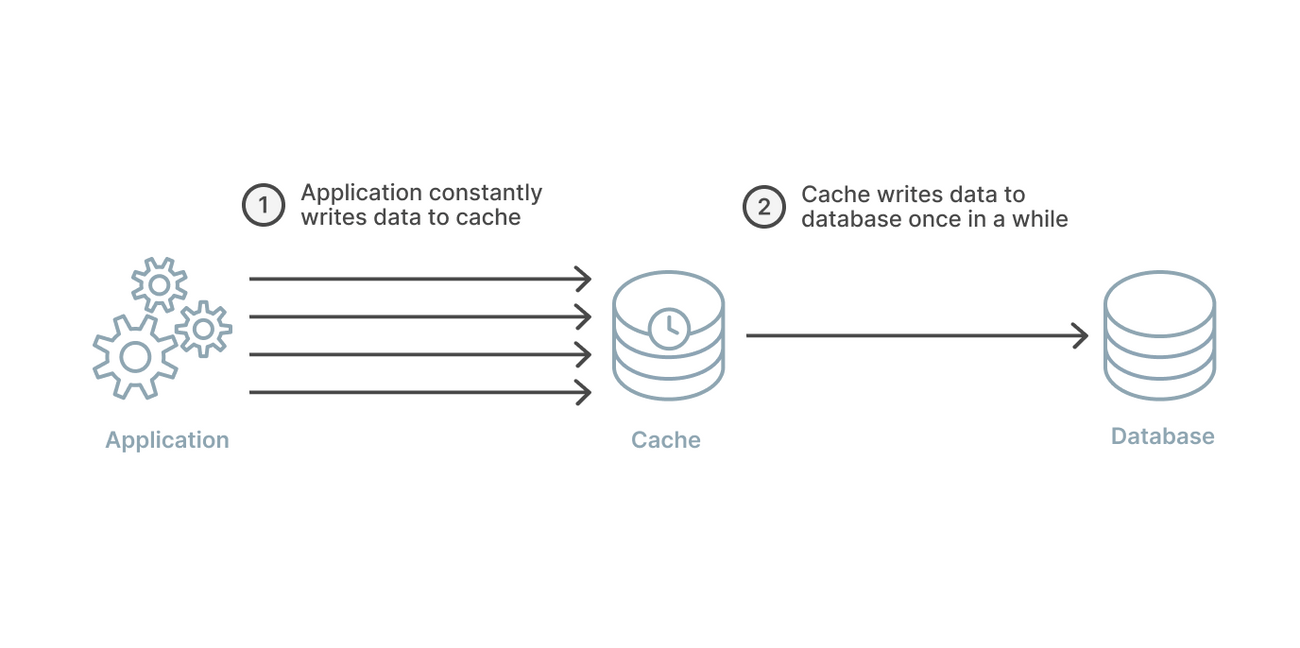 1
Application constantly
writes data to cache
2
Cache writes data to
database once in a while
Application
Cache
Database